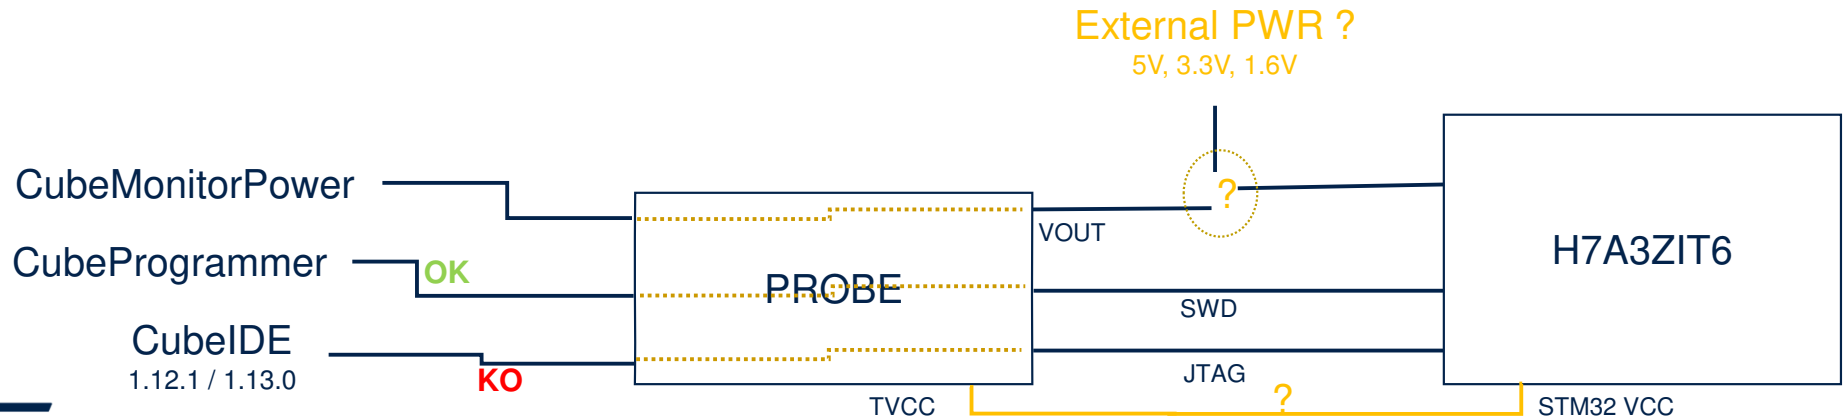 External PWR ?
5V, 3.3V, 1.6V
CubeMonitorPower
?
VOUT
CubeProgrammer
OK
PROBE
H7A3ZIT6
SWD
CubeIDE
1.12.1 / 1.13.0
KO
JTAG
?
TVCC
STM32 VCC